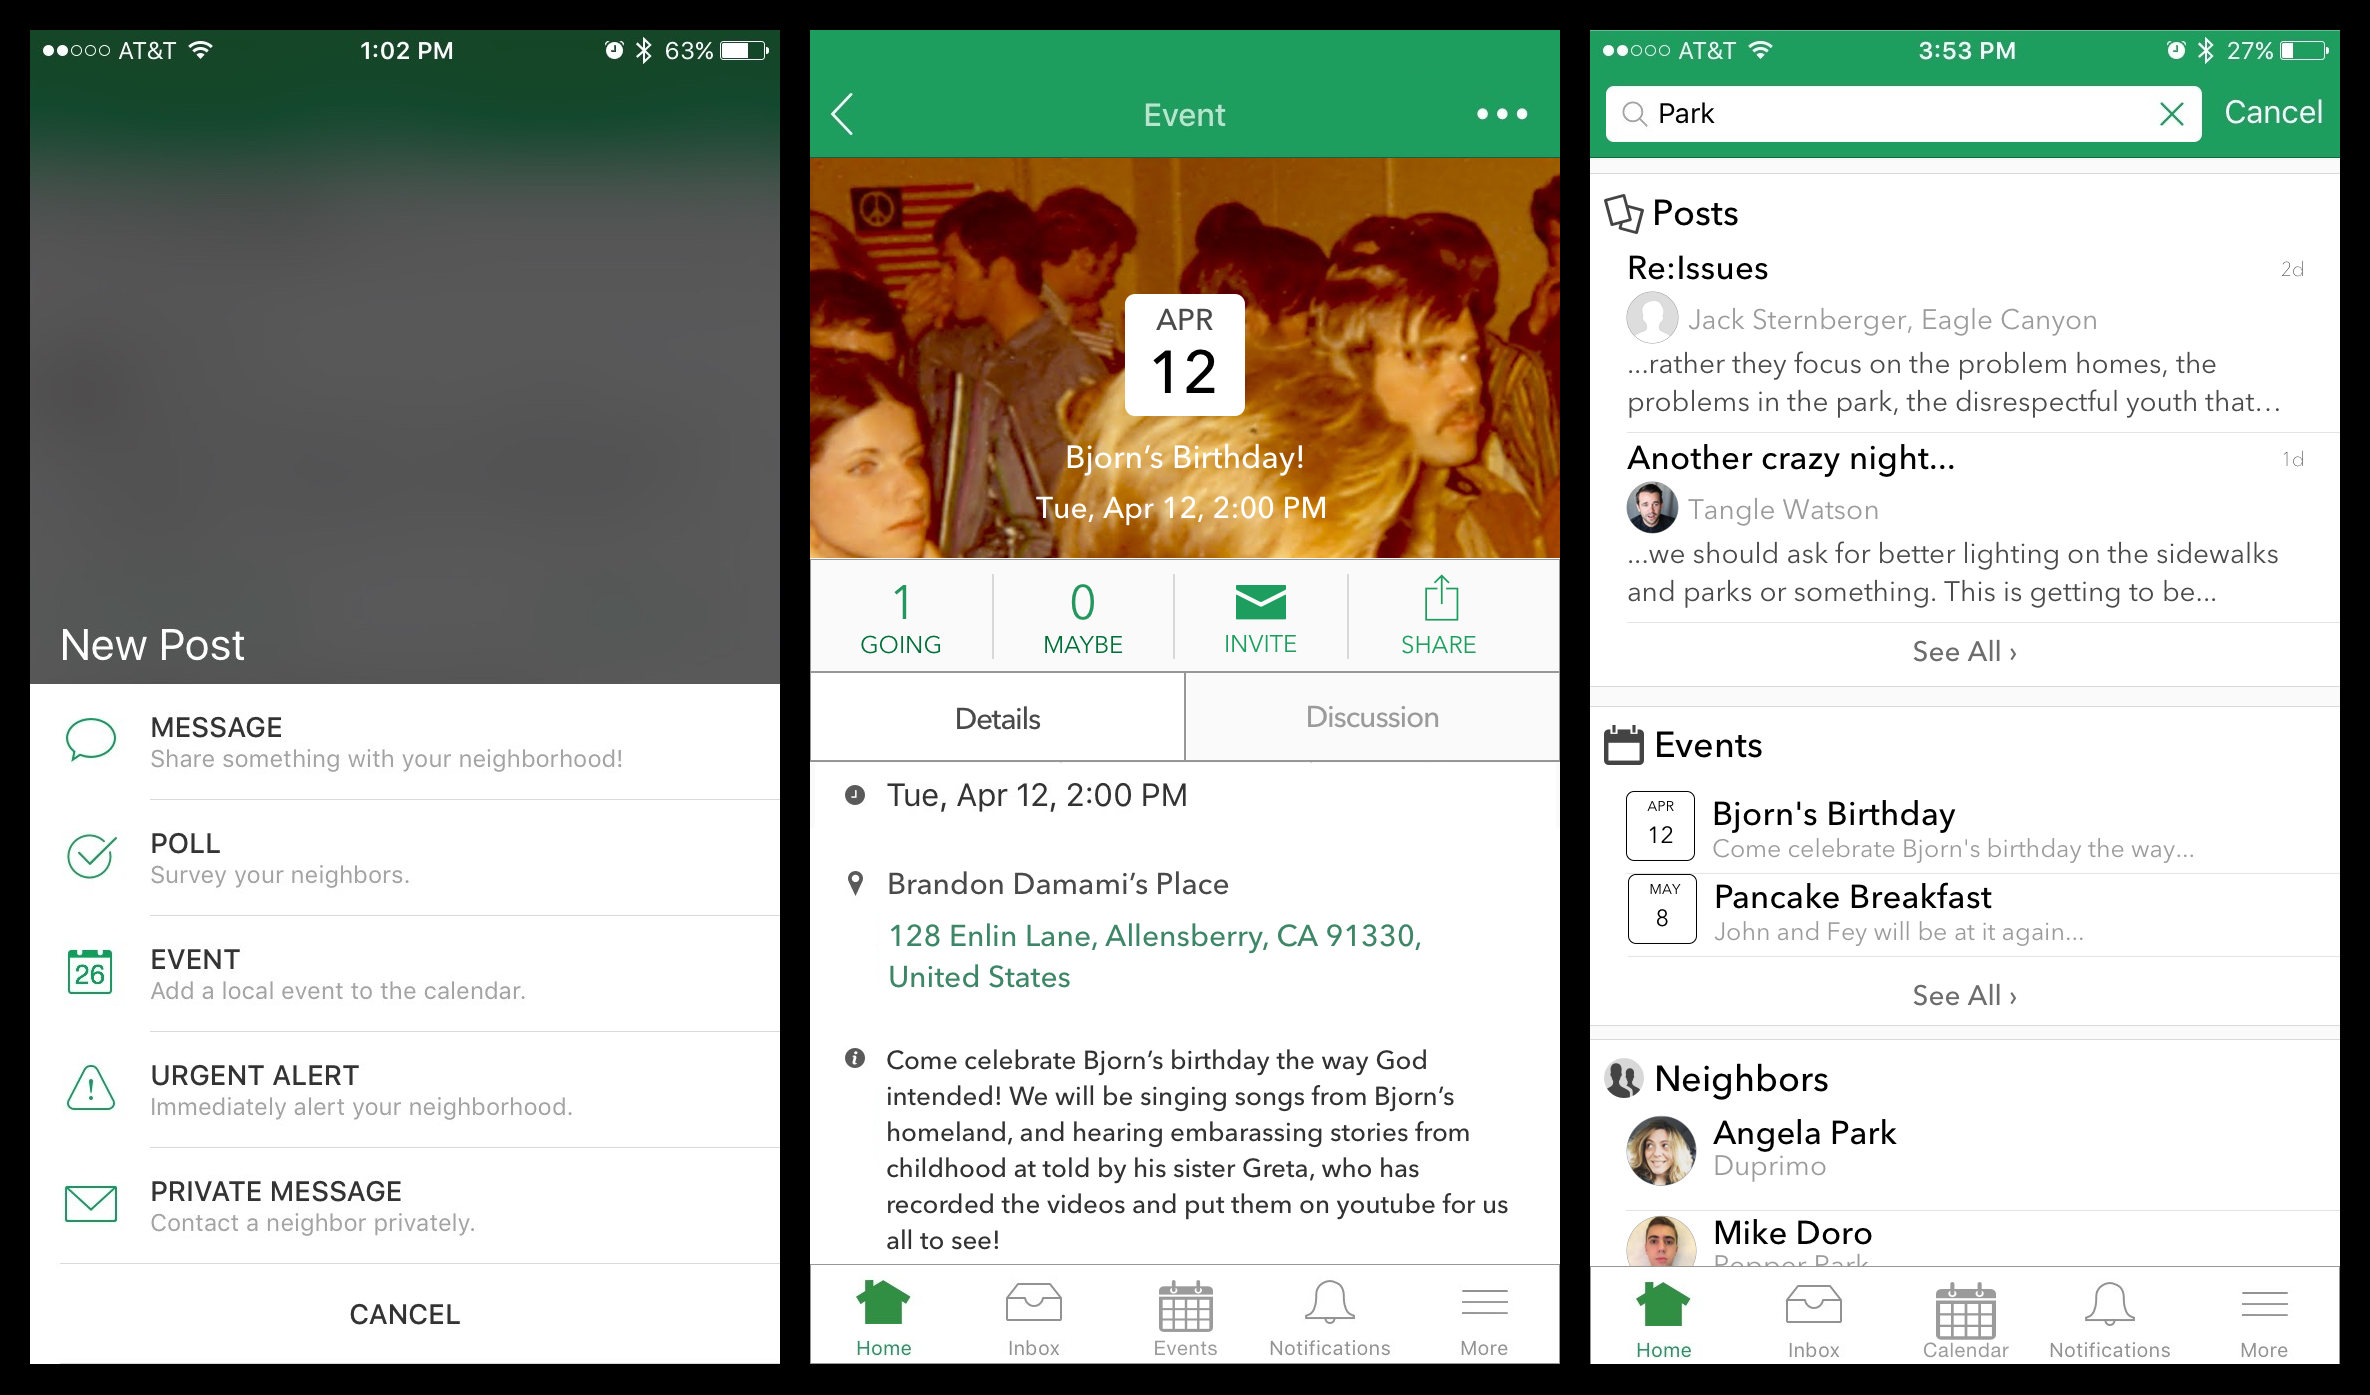 AT&T 1:02 PM 63%
New Post
MESSAGE
Share something with your neighborhood!
POLL
Survey your neighbors.
26
EVENT
Add a local event to the calendar.
URGENT ALERT
Immediately alert your neighborhood.
PRIVATE MESSAGE
Contact a neighbor privately.
CANCEL
Event
APR
12
Bjorn’s Birthday!
Tue, Apr 12, 2:00 PM
1 0
GOING MAYBE INVITE SHARE
Details Discussion
Tue, Apr 12, 2:00 PM
Brandon Damami’s Place
128 Enlin Lane, Allensberry, CA 91330,
United States
Come celebrate Bjorn’s birthday the way God
intended! We will be singing songs from Bjorn’s
homeland, and hearing embarassing stories from
childhood at told by his sister Greta, who has
recorded the videos and put them on youtube for us
all to see!
Home Inbox Events Notifications More
AT&T 3:53 PM 27%
Park Cancel
Posts
Re:Issues 2d
Jack Sternberger, Eagle Canyon
...rather they focus on the problem homes, the
problems in the park, the disrespectful youth that...
Another crazy night... 1d
Tangle Watson
...we should ask for better lighting on the sidewalks
and parks or something. This is getting to be...
See All ›
Events
APR
12
Bjorn's Birthday
Come celebrate Bjorn's birthday the way...
MAY
8
Pancake Breakfast
John and Fey will be at it again...
See All ›
Neighbors
Angela Park
Duprimo
Mike Doro
Pepper Park
Home Inbox Calendar Notifications More